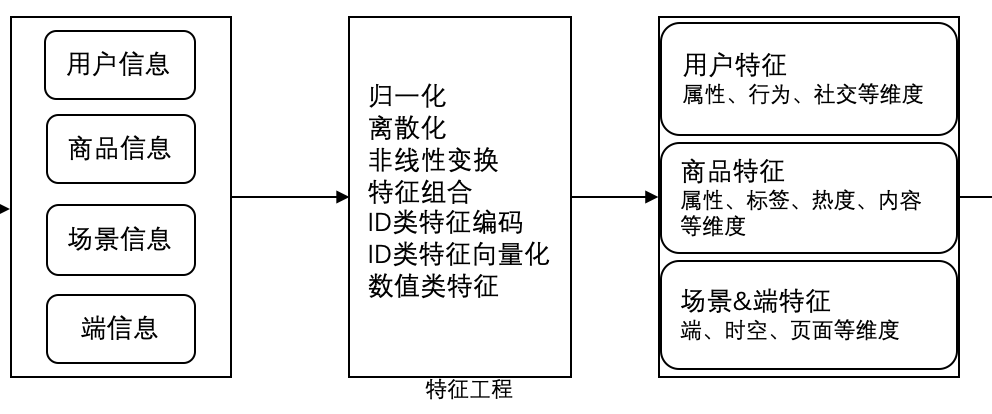 用户信息
商品信息
场景信息
端信息
归一化
离散化
非线性变换
特征组合
ID类特征编码
ID类特征向量化
数值类特征
特征工程
用户特征
属性、行为、社交等维度
商品特征
属性、标签、热度、内容
等维度
场景&端特征
端、时空、页面等维度